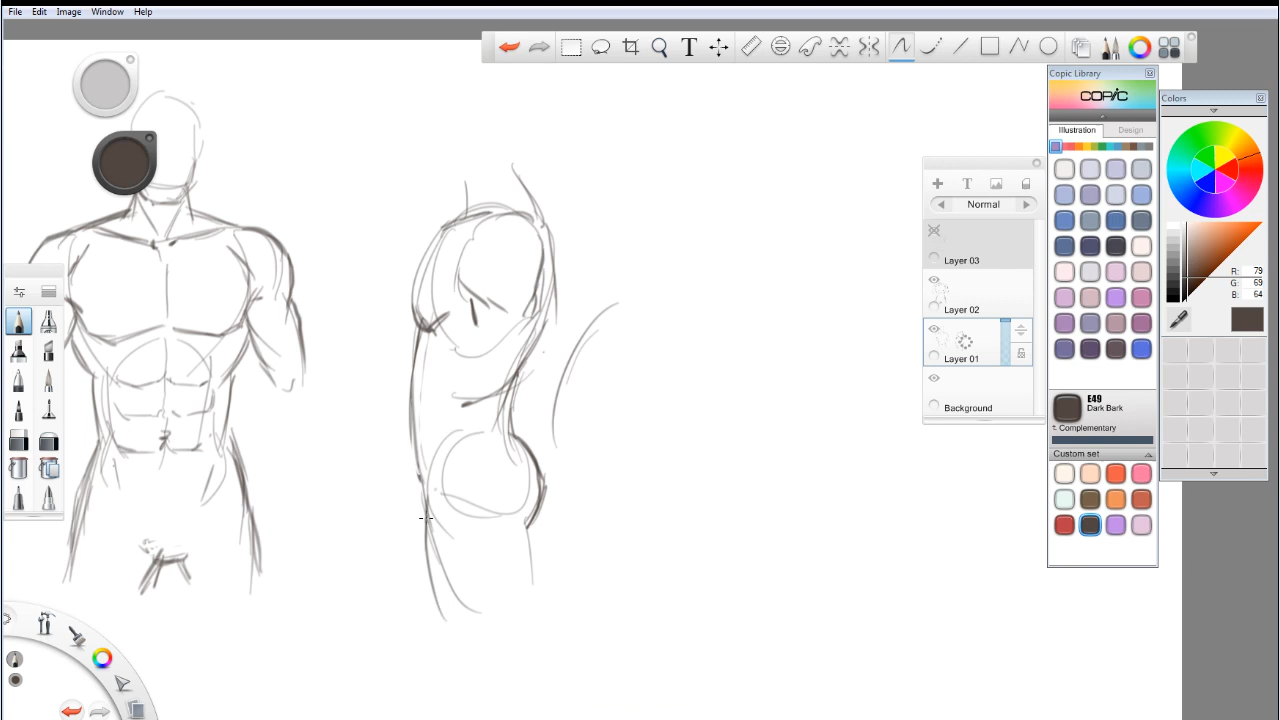 File Edit Image Window Help
T
Copic Library
COPIC
Illustration Design
Colors
T
Normal
Layer 03
Layer 02
Layer 01
Background
R: 79
G: 69
B: 64
E49
Dark Bark
Complementary
Custom set